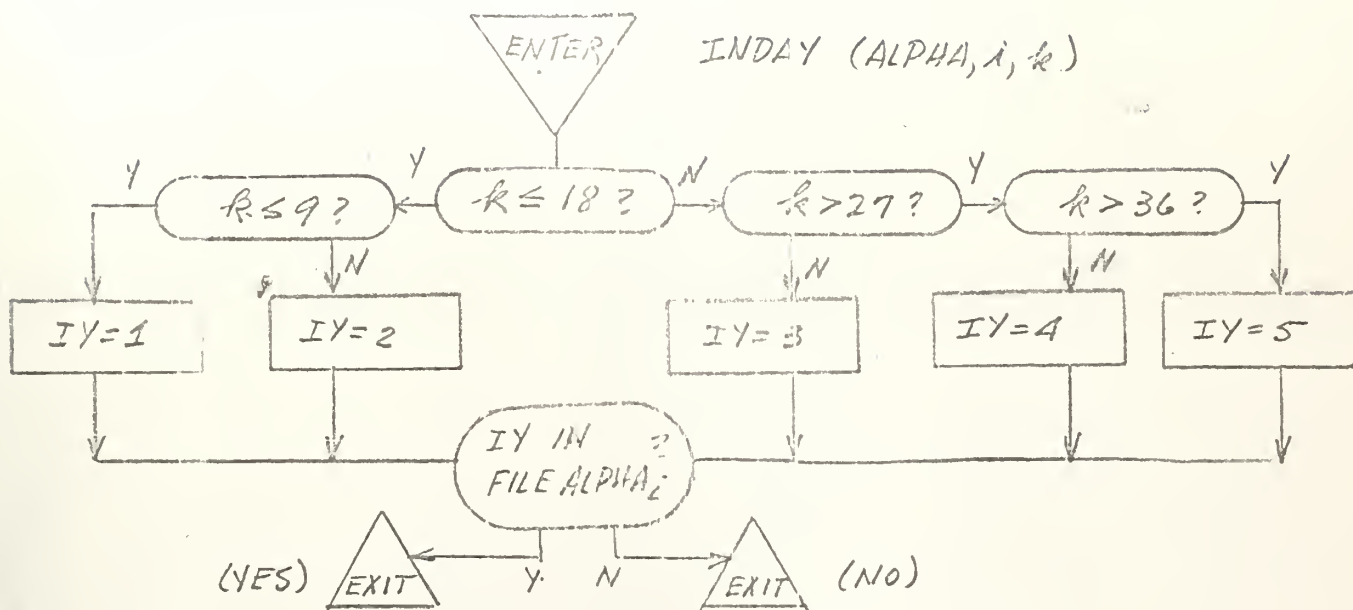 ENTER
INDAY (ALPHA, i, k)
Y
k ≤ 9?
Y
k ≤ 18?
N
k > 27?
Y
k > 36?
Y
N
N
N
IY=1
IY=2
IY=3
IY=4
IY=5
IY IN ?
FILE ALPHA i
(YES)
EXIT
Y
N
EXIT
(NO)